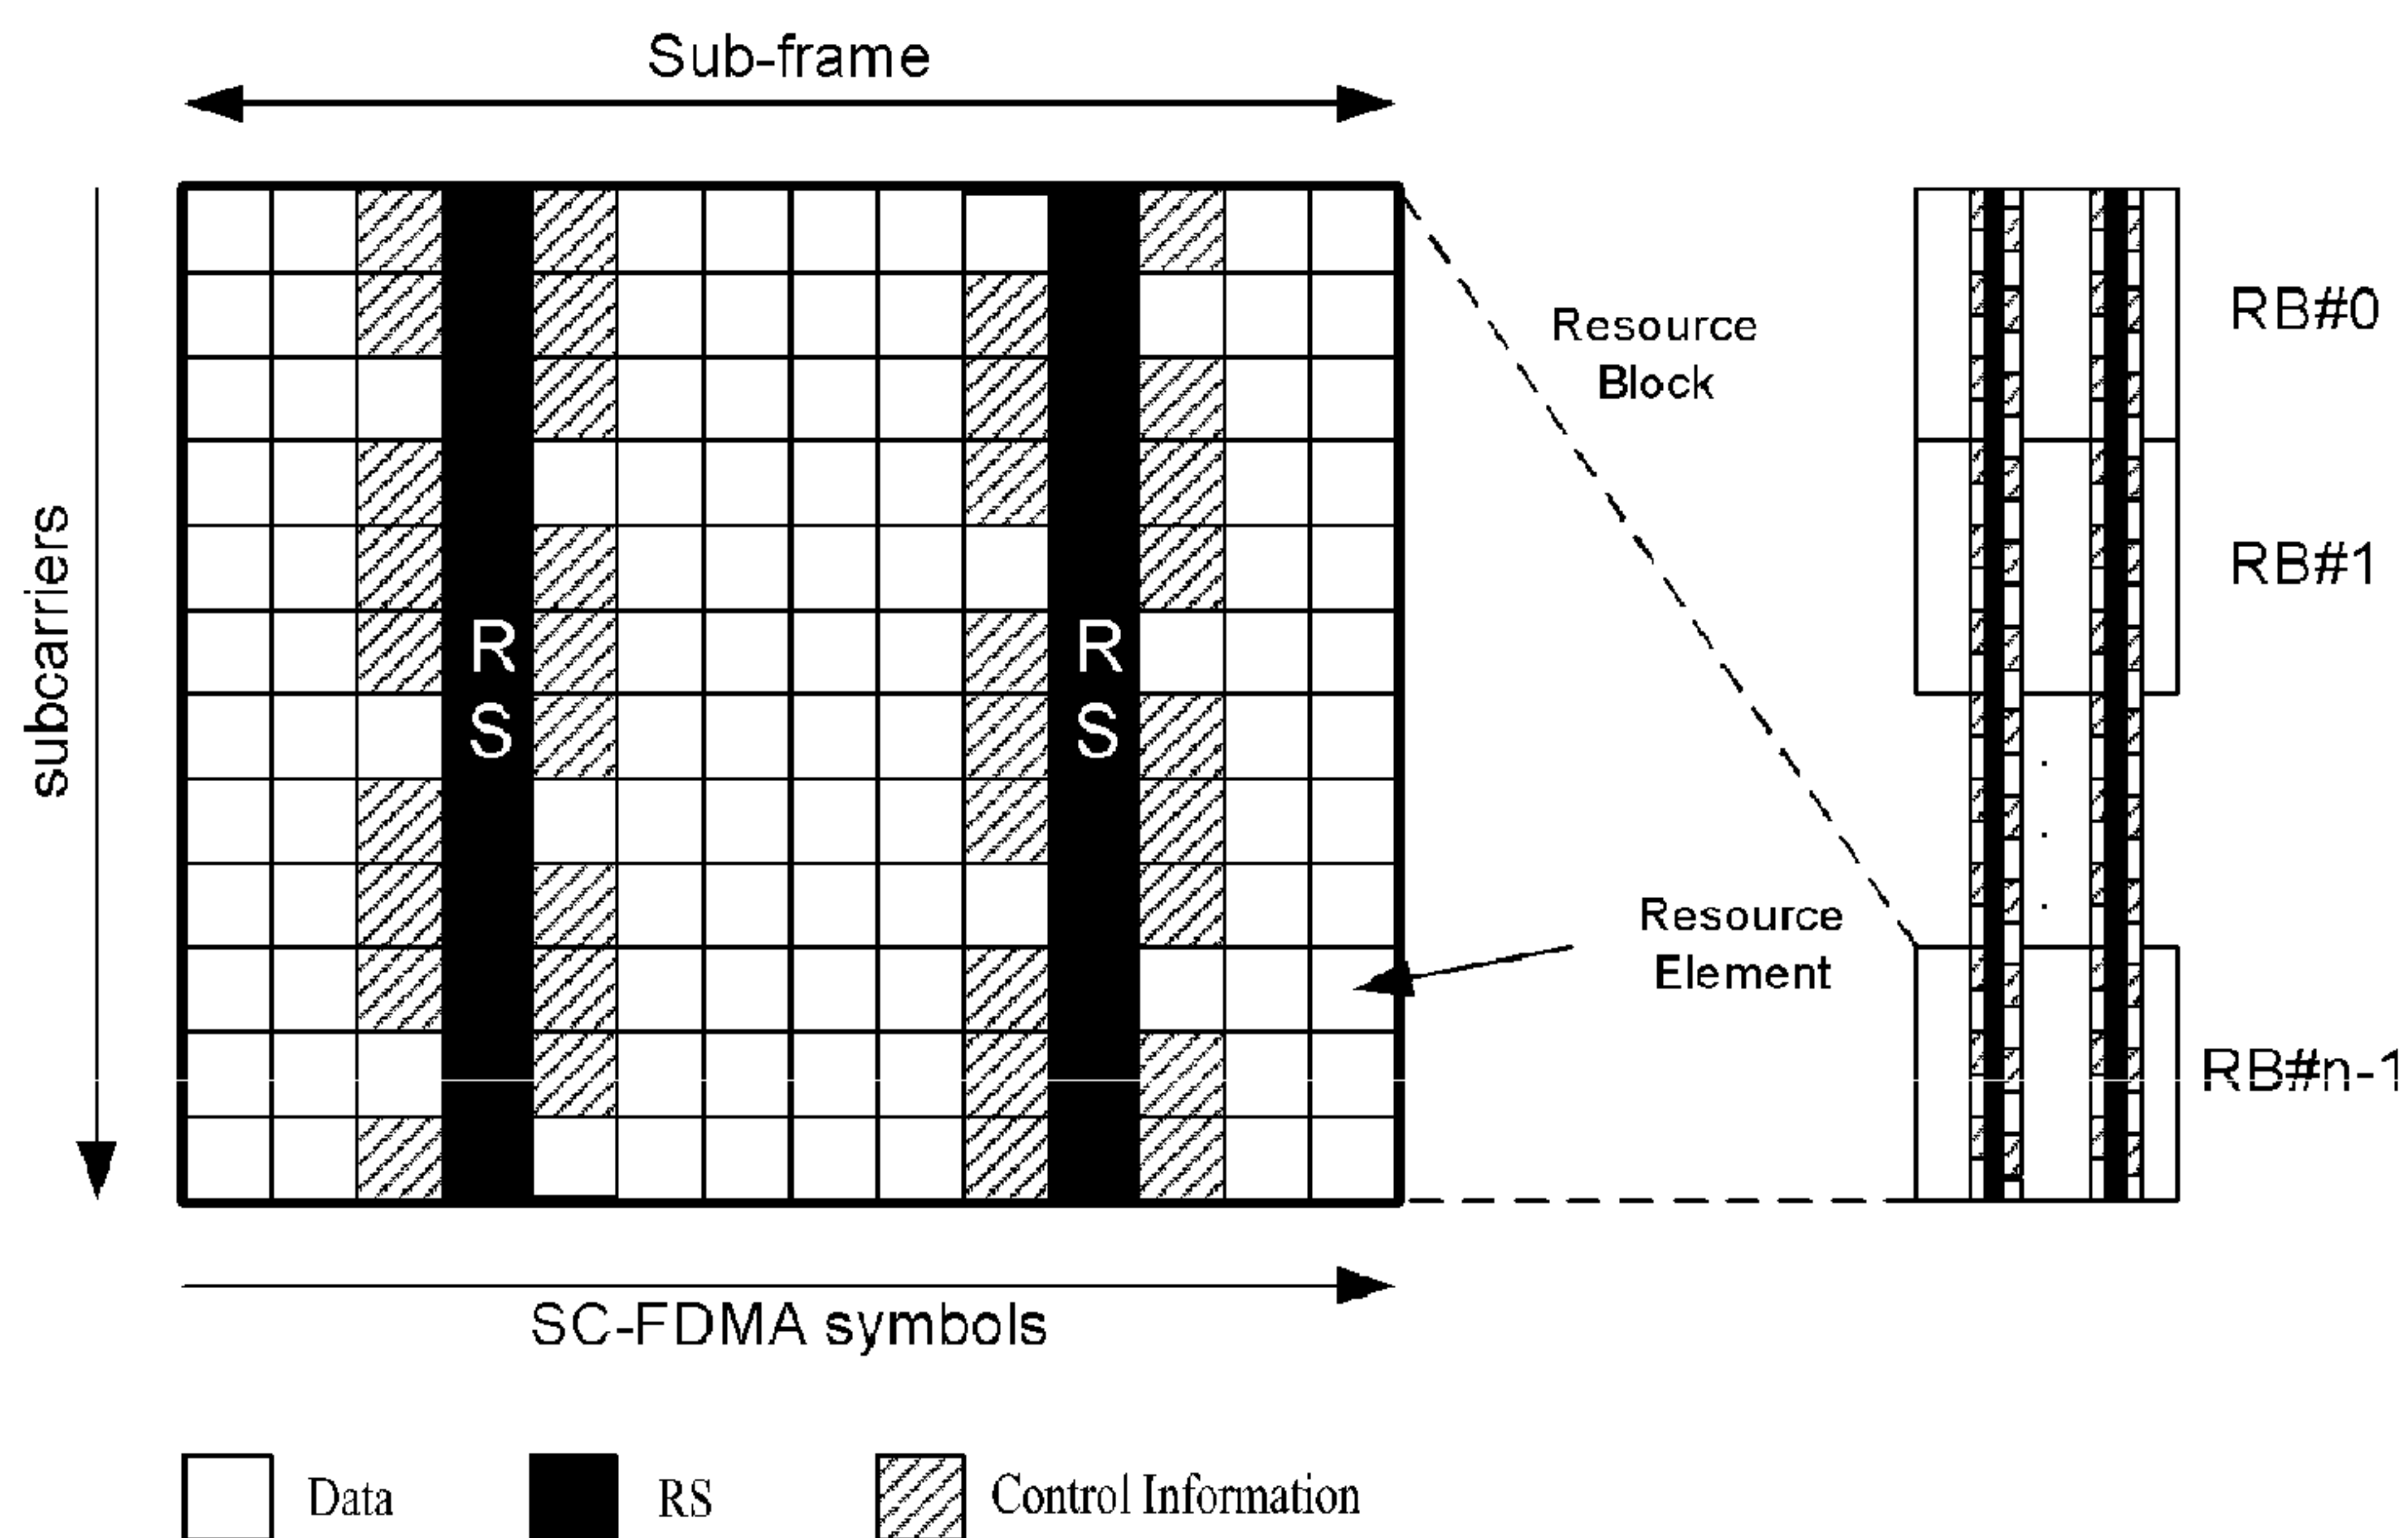 Sub-frame
subcarriers
R
S
R
S
Resource
Block
Resource
Element
RB#0
RB#1
RB#n-1
SC-FDMA symbols
Data
RS
Control Information